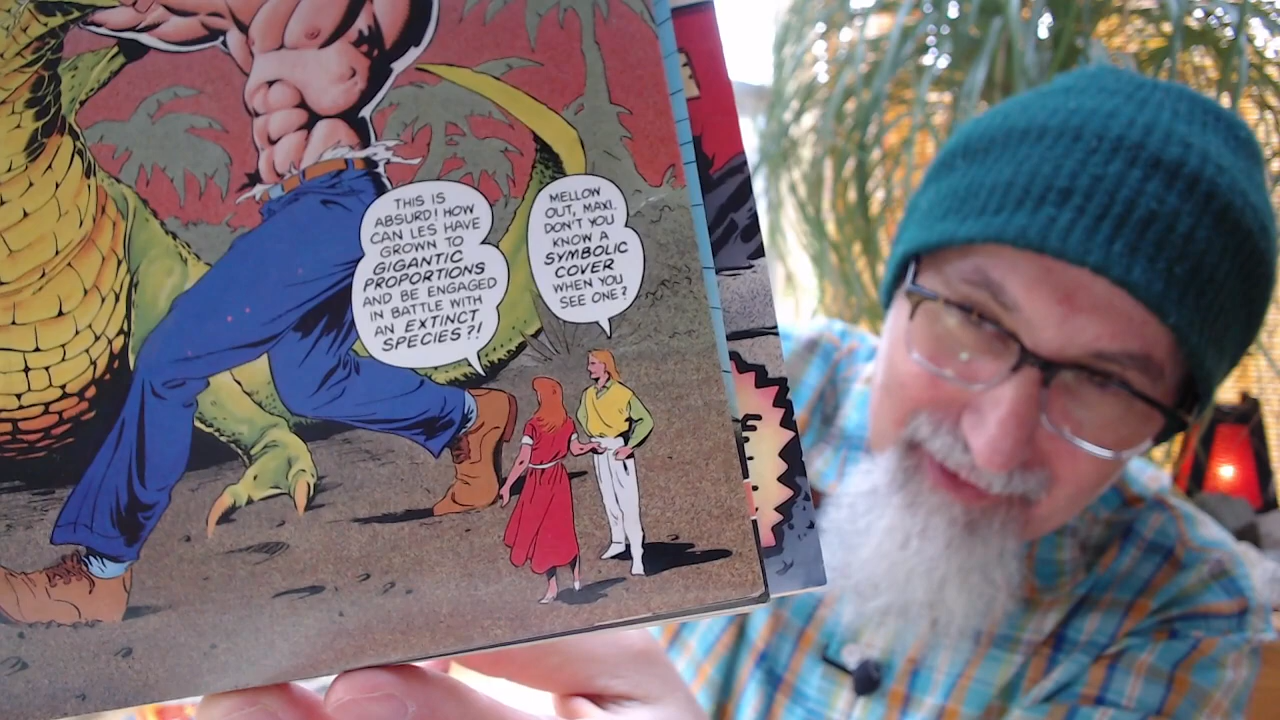 THIS IS
ABSURD! HOW
CAN LES HAVE
GROWN TO
GIGANTIC
PROPORTIONS
AND BE ENGAGED
IN BATTLE WITH
AN EXTINCT
SPECIES?!
MELLOW
OUT, MAXI.
DON'T YOU
KNOW A
SYMBOLIC
COVER
WHEN YOU
SEE ONE?